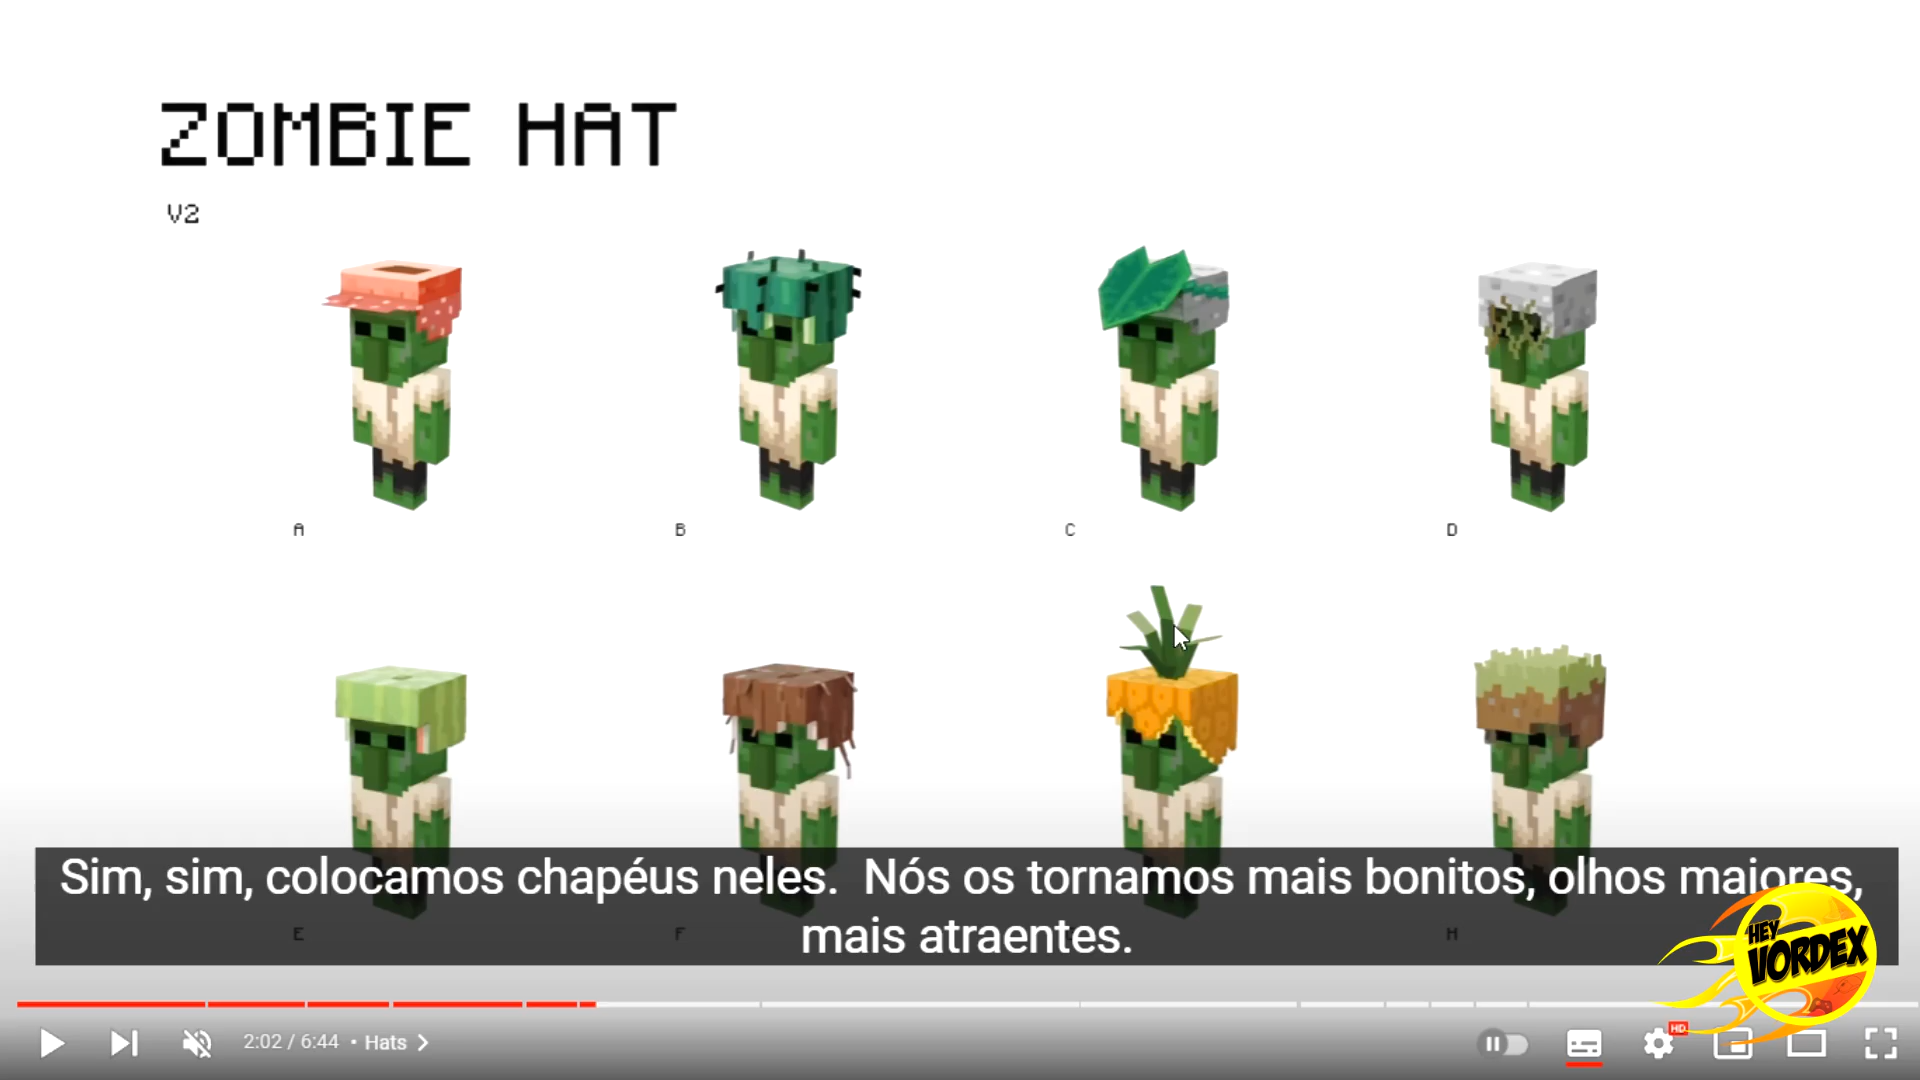 ZOMBIE HAT
V2
A
B
C
D
E
F
H
Sim, sim, colocamos chapéus neles. Nós os tornamos mais bonitos, olhos maiores,
mais atraentes.
HEY
VORDEX
2:02 / 6:44 • Hats
HD